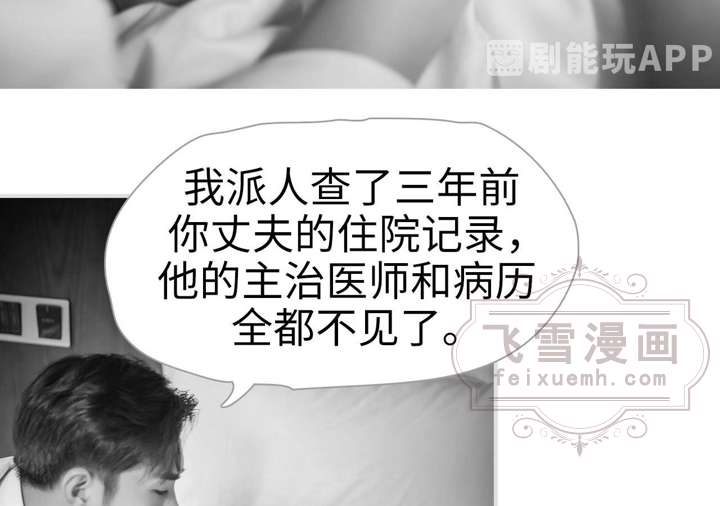 剧能玩APP
我派人查了三年前
你丈夫的住院记录，
他的主治医师和病历
全都不见了。
飞雪漫画
feixuemh.com